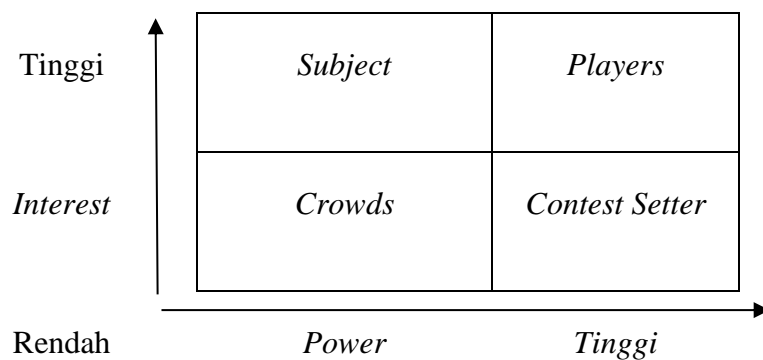 Tinggi Subject Players
Interest Crowds Contest Setter
Rendah Power Tinggi